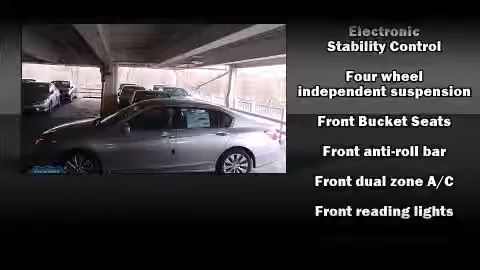 Electronic
Stability Control
Four wheel
independent suspension
Front Bucket Seats
Front anti-roll bar
Front dual zone A/C
Front reading lights